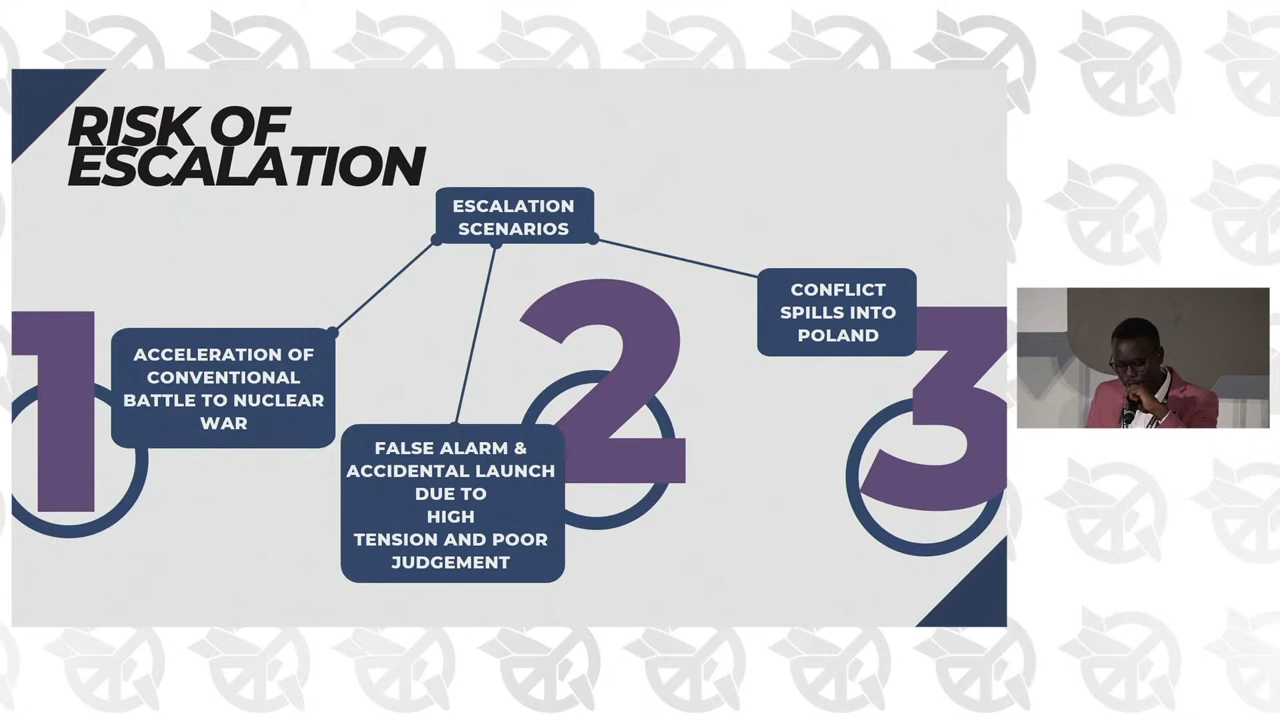 RISK OF
ESCALATION
ESCALATION
SCENARIOS
1
ACCELERATION OF
CONVENTIONAL
BATTLE TO NUCLEAR
WAR
2
FALSE ALARM &
ACCIDENTAL LAUNCH
DUE TO
HIGH
TENSION AND POOR
JUDGEMENT
3
CONFLICT
SPILLS INTO
POLAND